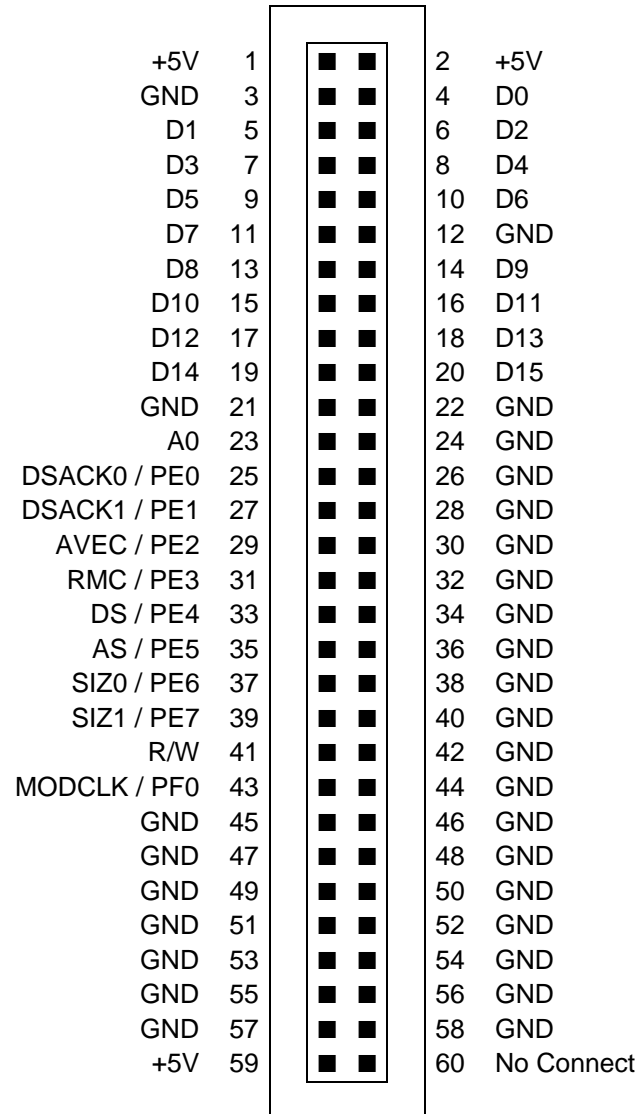 +5V 1 2 +5V
GND 3 4 D0
D1 5 6 D2
D3 7 8 D4
D5 9 10 D6
D7 11 12 GND
D8 13 14 D9
D10 15 16 D11
D12 17 18 D13
D14 19 20 D15
GND 21 22 GND
A0 23 24 GND
DSACK0 / PE0 25 26 GND
DSACK1 / PE1 27 28 GND
AVEC / PE2 29 30 GND
RMC / PE3 31 32 GND
DS / PE4 33 34 GND
AS / PE5 35 36 GND
SIZ0 / PE6 37 38 GND
SIZ1 / PE7 39 40 GND
R/W 41 42 GND
MODCLK / PF0 43 44 GND
GND 45 46 GND
GND 47 48 GND
GND 49 50 GND
GND 51 52 GND
GND 53 54 GND
GND 55 56 GND
GND 57 58 GND
+5V 59 60 No Connect